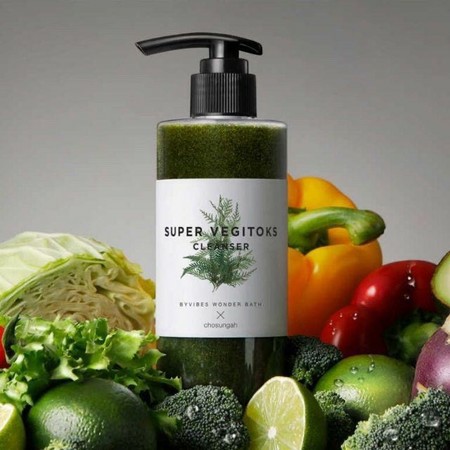 SUPER VEGITOKS
CLEANSER
BYVIBES WONDER BATH
×
chosungah